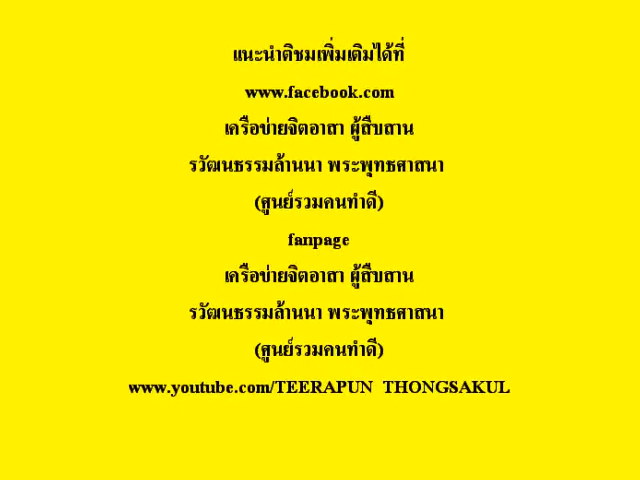 แนะนำติชมเพิ่มเติมได้ที่
www.facebook.com
เครือข่ายจิตอาสา ผู้สืบสาน
รวัฒนธรรมล้านนา พระพุทธศาสนา
(ศูนย์รวมคนทำดี)
fanpage
เครือข่ายจิตอาสา ผู้สืบสาน
รวัฒนธรรมล้านนา พระพุทธศาสนา
(ศูนย์รวมคนทำดี)
www.youtube.com/TEERAPUN THONGSAKUL